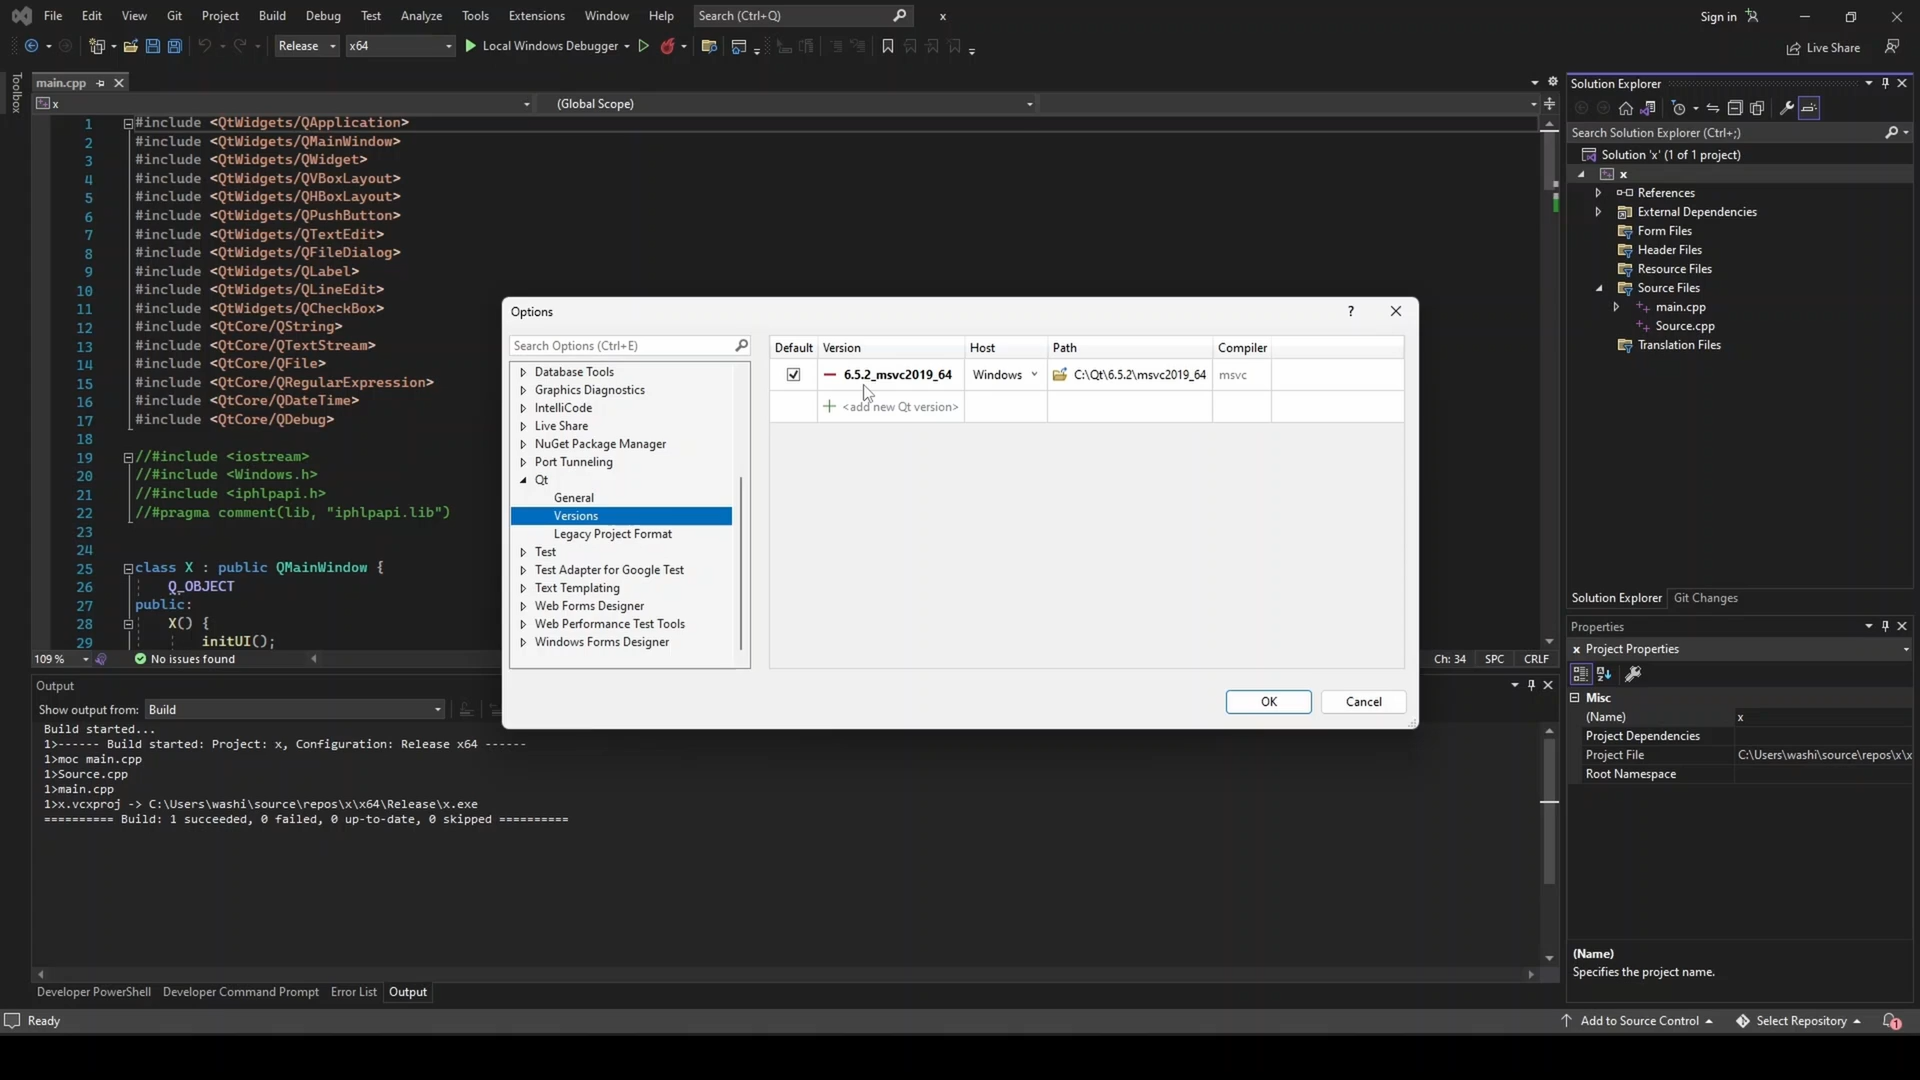 File Edit View Git Project Build Debug Test Analyze Tools Extensions Window Help Search (Ctrl+Q) x Sign in
Release x64 Local Windows Debugger Live Share
Toolbox
main.cpp
x (Global Scope)
1 #include <QtWidgets/QApplication>
2 #include <QtWidgets/QMainWindow>
3 #include <QtWidgets/QWidget>
4 #include <QtWidgets/QVBoxLayout>
5 #include <QtWidgets/QHBoxLayout>
6 #include <QtWidgets/QPushButton>
7 #include <QtWidgets/QTextEdit>
8 #include <QtWidgets/QFileDialog>
9 #include <QtWidgets/QLabel>
10 #include <QtWidgets/QLineEdit>
11 #include <QtWidgets/QCheckBox>
12 #include <QtCore/QString>
13 #include <QtCore/QTextStream>
14 #include <QtCore/QFile>
15 #include <QtCore/QRegularExpression>
16 #include <QtCore/QDateTime>
17 #include <QtCore/QDebug>
18
19 //#include <iostream>
20 //#include <Windows.h>
21 //#include <iphlpapi.h>
22 //#pragma comment(lib, "iphlpapi.lib")
23
24
25 class X : public QMainWindow {
26 Q_OBJECT
27 public:
28 X() {
29 initUI();
109 % No issues found Ch: 34 SPC CRLF
Options ?
Search Options (Ctrl+E)
Database Tools
Graphics Diagnostics
IntelliCode
Live Share
NuGet Package Manager
Port Tunneling
Qt
General
Versions
Legacy Project Format
Test
Test Adapter for Google Test
Text Templating
Web Forms Designer
Web Performance Test Tools
Windows Forms Designer
Default Version Host Path Compiler
6.5.2_msvc2019_64 Windows C:\Qt\6.5.2\msvc2019_64 msvc
<add new Qt version>
OK Cancel
Output
Show output from: Build
Build started...
1>------ Build started: Project: x, Configuration: Release x64 ------
1>moc main.cpp
1>Source.cpp
1>main.cpp
1>x.vcxproj -> C:\Users\washi\source\repos\x\x64\Release\x.exe
========== Build: 1 succeeded, 0 failed, 0 up-to-date, 0 skipped ==========
Developer PowerShell Developer Command Prompt Error List Output
Solution Explorer
Search Solution Explorer (Ctrl+;)
Solution 'x' (1 of 1 project)
x
References
External Dependencies
Form Files
Header Files
Resource Files
Source Files
main.cpp
Source.cpp
Translation Files
Solution Explorer Git Changes
Properties
x Project Properties
Misc
(Name) x
Project Dependencies
Project File C:\Users\washi\source\repos\x\x
Root Namespace
(Name)
Specifies the project name.
Ready Add to Source Control Select Repository 1